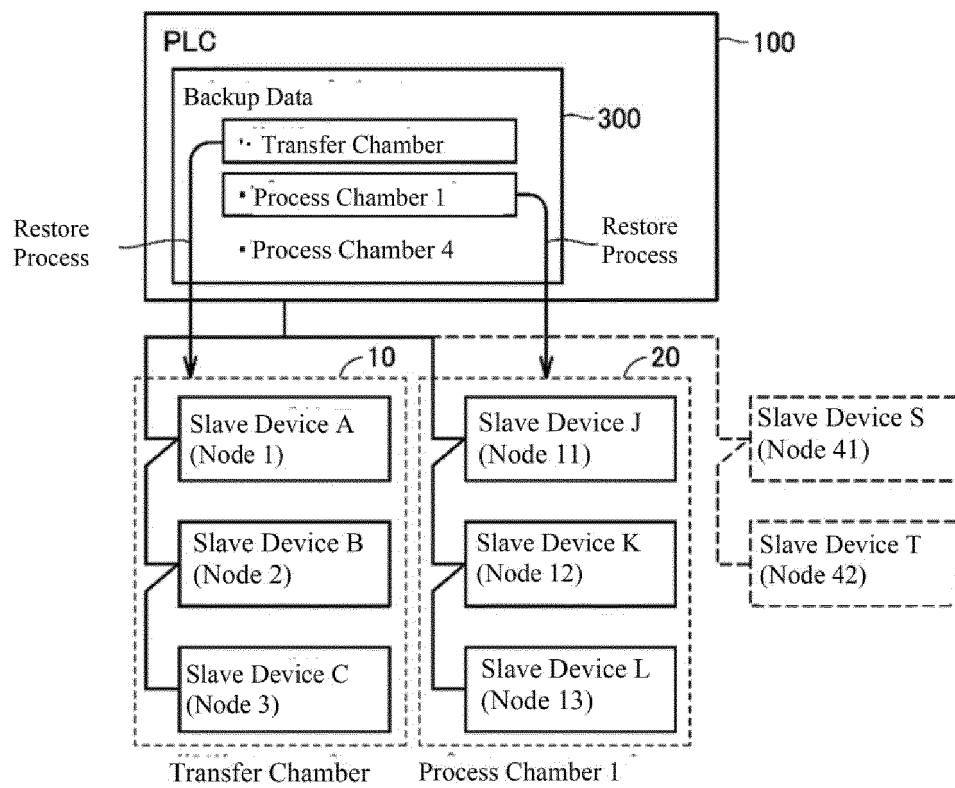 PLC
100
Backup Data
300
· Transfer Chamber
· Process Chamber 1
· Process Chamber 4
Restore
Process
Restore
Process
10
20
Slave Device A
(Node 1)
Slave Device J
(Node 11)
Slave Device S
(Node 41)
Slave Device B
(Node 2)
Slave Device K
(Node 12)
Slave Device T
(Node 42)
Slave Device C
(Node 3)
Slave Device L
(Node 13)
Transfer Chamber
Process Chamber 1